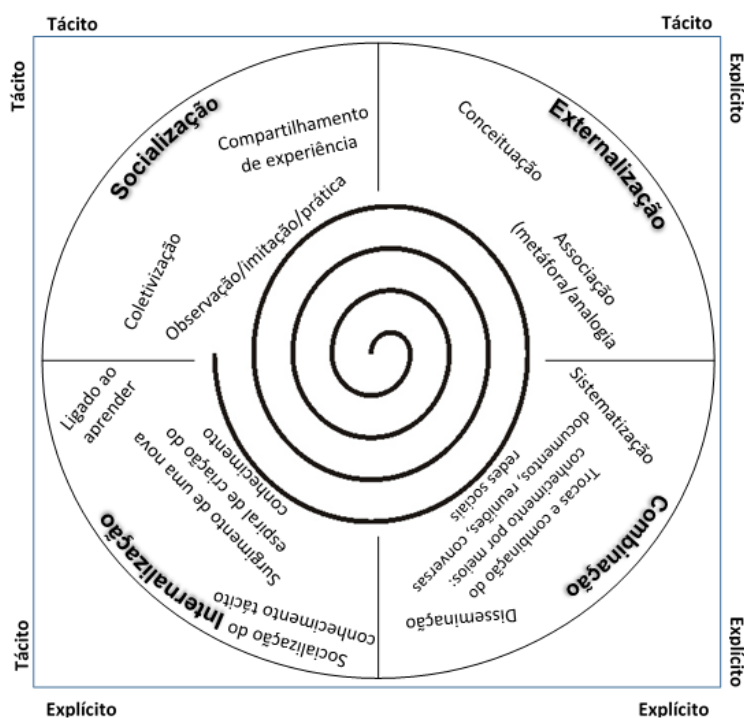 Tácito
Tácito
Tácito
Explícito
Socialização
Compartilhamento
de experiência
Observação/imitação/prática
Coletivização
Externalização
Conceituação
Associação
(metáfora/analogia
Ligado ao
aprender
Surgimento de uma nova
espiral de criação do
conhecimento
Internalização
Socialização do
conhecimento tácito
Sistematização
Trocas e combinação do
conhecimento por meios:
documentos, reuniões, conversas
redes sociais
Combinação
Disseminação
Tácito
Explícito
Explícito
Explícito